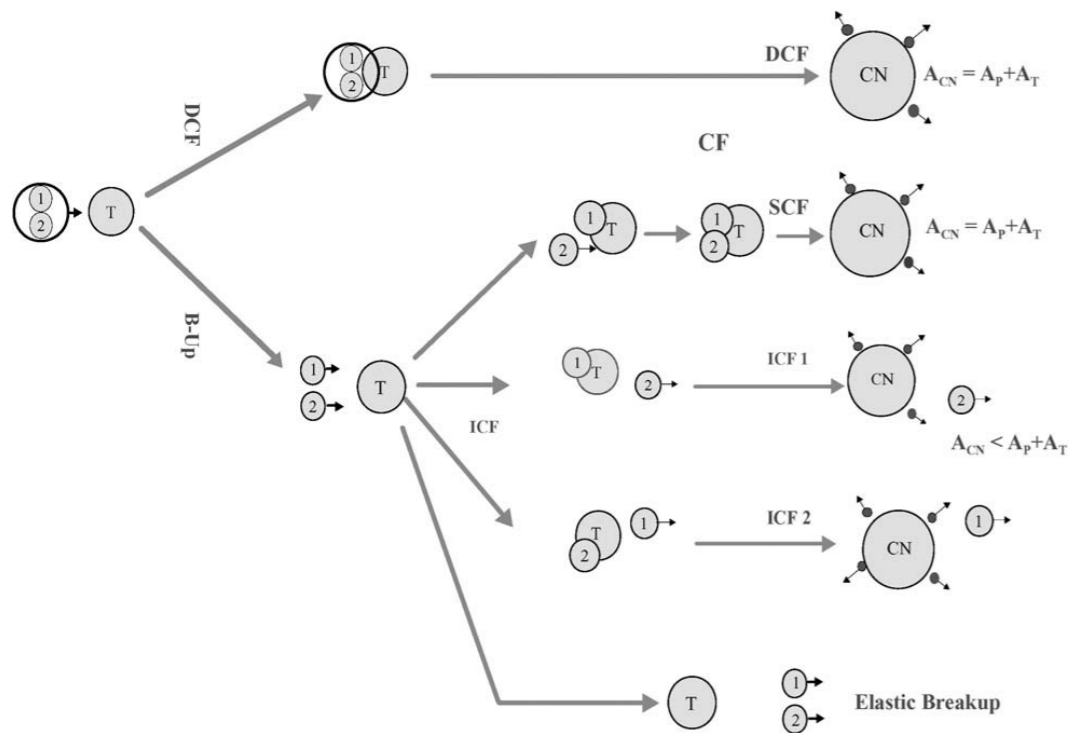 DCF
1
2
T
DCF
CN
A_CN = A_P+A_T
CF
1
2
T
SCF
1
T
2
1
T
2
CN
A_CN = A_P+A_T
B-Up
1
2
T
ICF
1
T
2
ICF 1
CN
2
A_CN < A_P+A_T
T
2
1
ICF 2
CN
1
T
1
2
Elastic Breakup